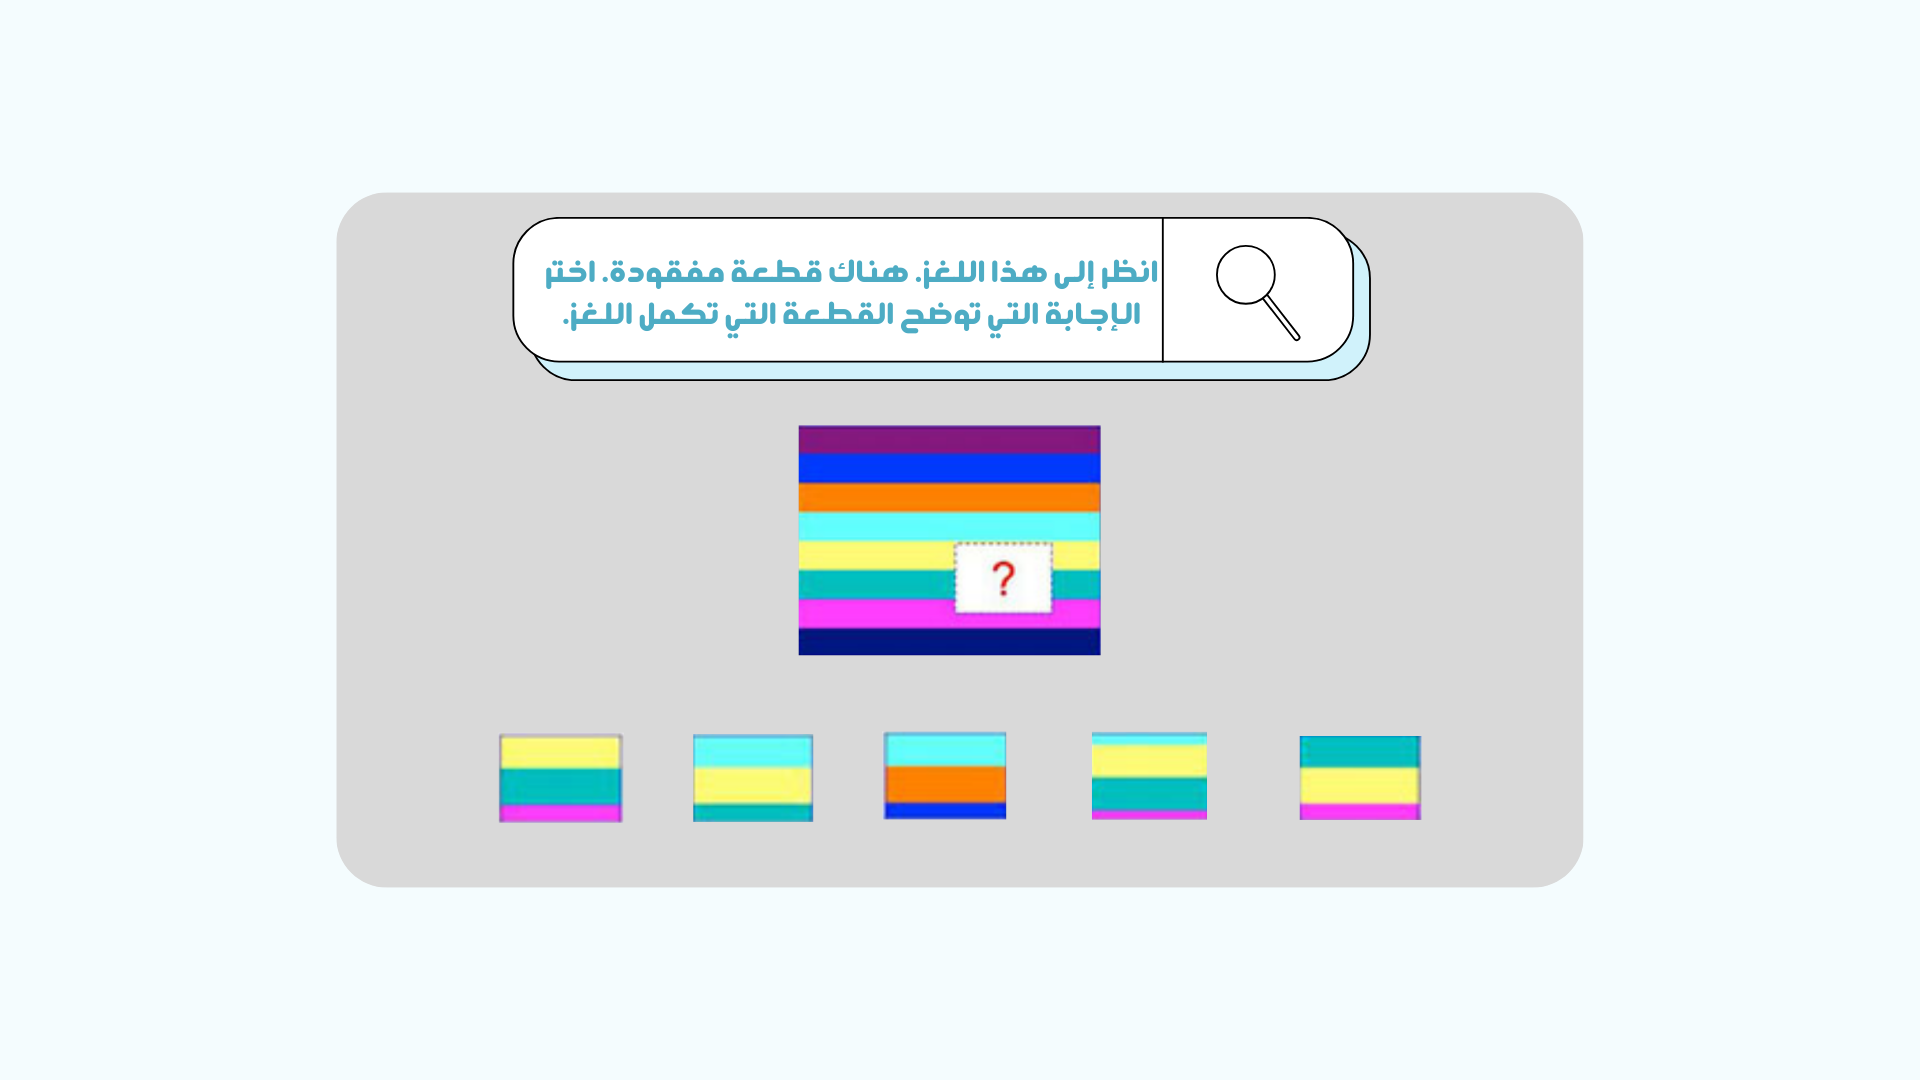 انظر إلى هذا اللغز. هناك قطعة مفقودة. اختر
الإجابة التي توضح القطعة التي تكمل اللغز.
?